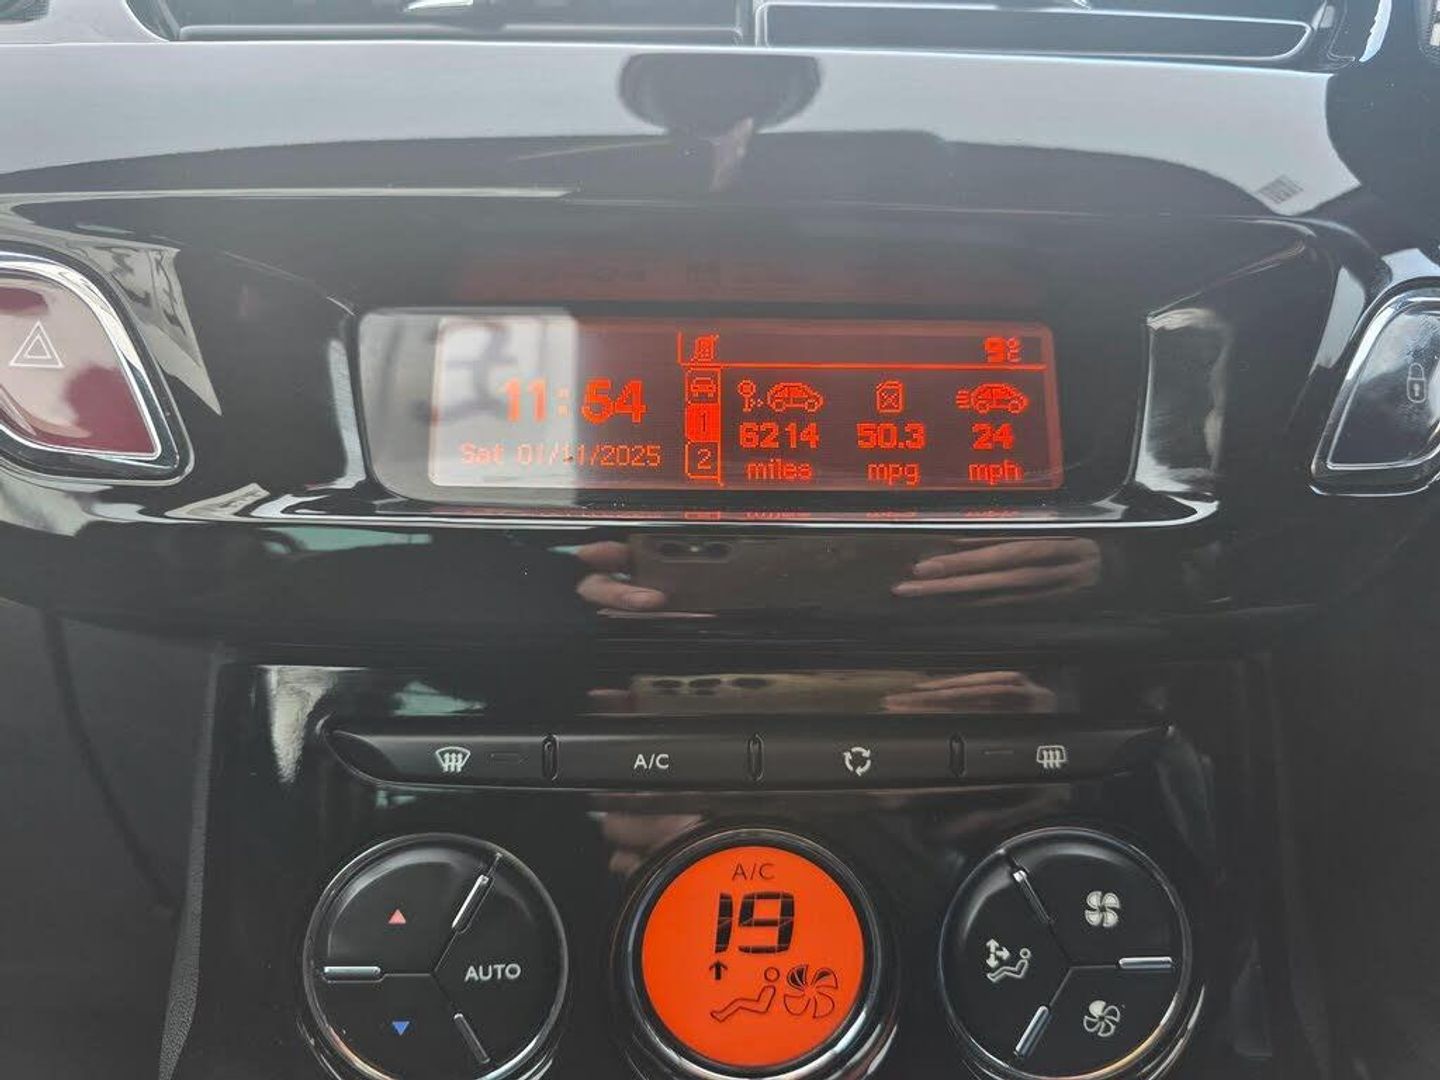 9°C
11:54
Sat 01/11/2025
1
2
6214 50.3 24
miles mpg mph
A/C
A/C
19
AUTO